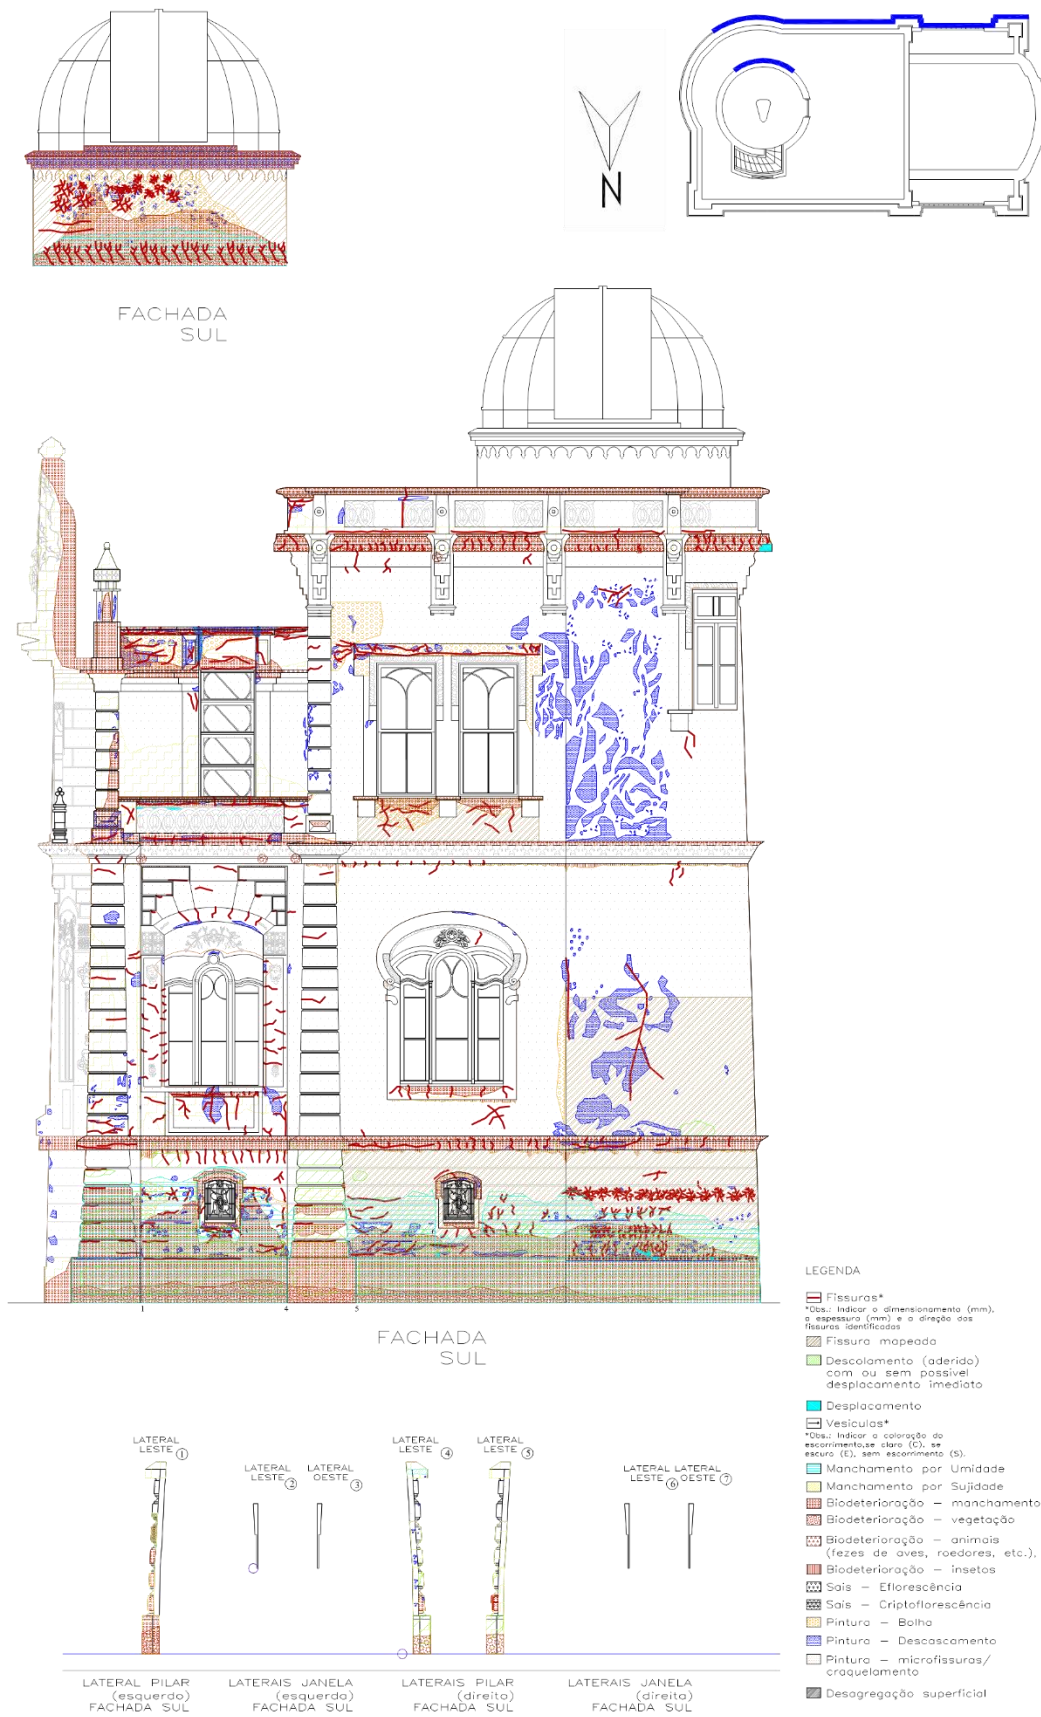 N
FACHADA
SUL
1
4
5
FACHADA
SUL
LEGENDA
Fissuras*
*Obs.: Indicar o dimensionamento (mm),
a espessura (mm) e a direção das
fissuras identificadas
Fissura mapeada
Descolamento (aderido)
com ou sem possível
desplacamento imediato
Desplacamento
Vesículas*
*Obs.: Indicar a coloração do
escorrimento,se claro (C), se
escuro (E), sem escorrimento (S).
Manchamento por Umidade
Manchamento por Sujidade
Biodeterioração – manchamento
Biodeterioração – vegetação
Biodeterioração – animais
(fezes de aves, roedores, etc.),
Biodeterioração – insetos
Sais – Eflorescência
Sais – Criptoflorescência
Pintura – Bolha
Pintura – Descascamento
Pintura – microfissuras/
craquelamento
Desagregação superficial
LATERAL
LESTE 1
LATERAL
LESTE 2
LATERAL
OESTE 3
LATERAL
LESTE 4
LATERAL
LESTE 5
LATERAL
LESTE 6
LATERAL
OESTE 7
LATERAL PILAR
(esquerdo)
FACHADA SUL
LATERAIS JANELA
(esquerda)
FACHADA SUL
LATERAIS PILAR
(direito)
FACHADA SUL
LATERAIS JANELA
(direita)
FACHADA SUL